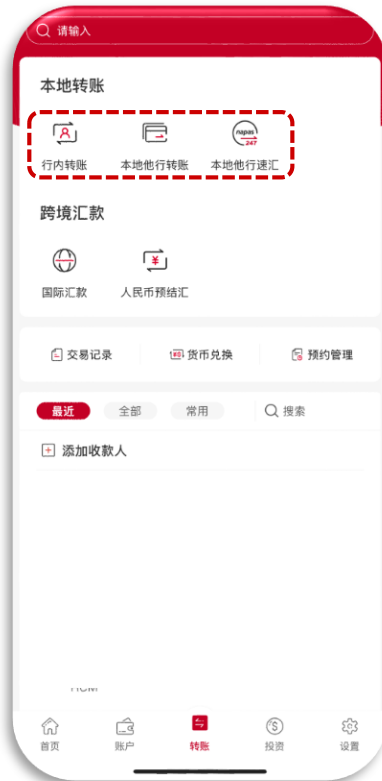 请输入
本地转账
napas
247
行内转账 本地他行转账 本地他行速汇
跨境汇款
¥
国际汇款 人民币预结汇
交易记录 货币兑换 预约管理
最近 全部 常用 搜索
添加收款人
首页 账户 转账 投资 设置